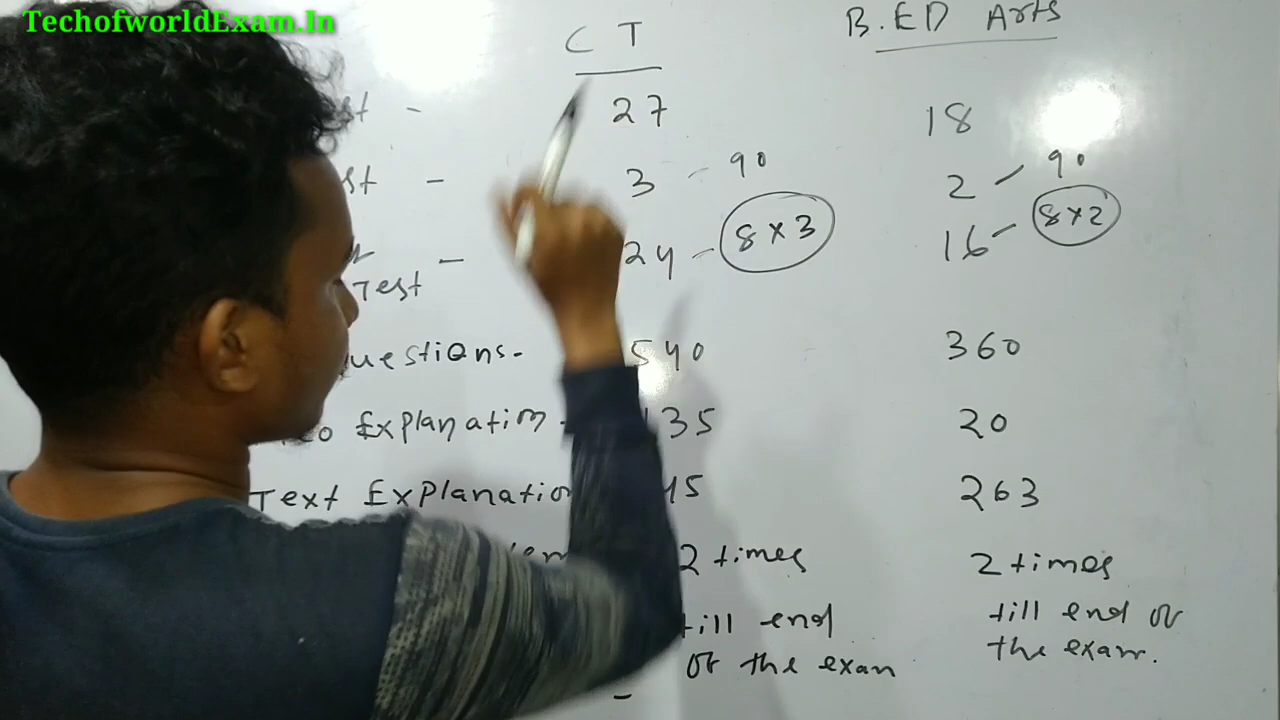 TechofworldExam.In
CT B.ED Arts
st - 27 18
st - 3 - 90 2 - 90
- 24 - 8 x 3 16 - 8 x 2
Test
uestions. 540 360
Explanation - 135 20
Text Explanation 45 263
2 times 2 times
till end till end of
of the exam the exam.
-